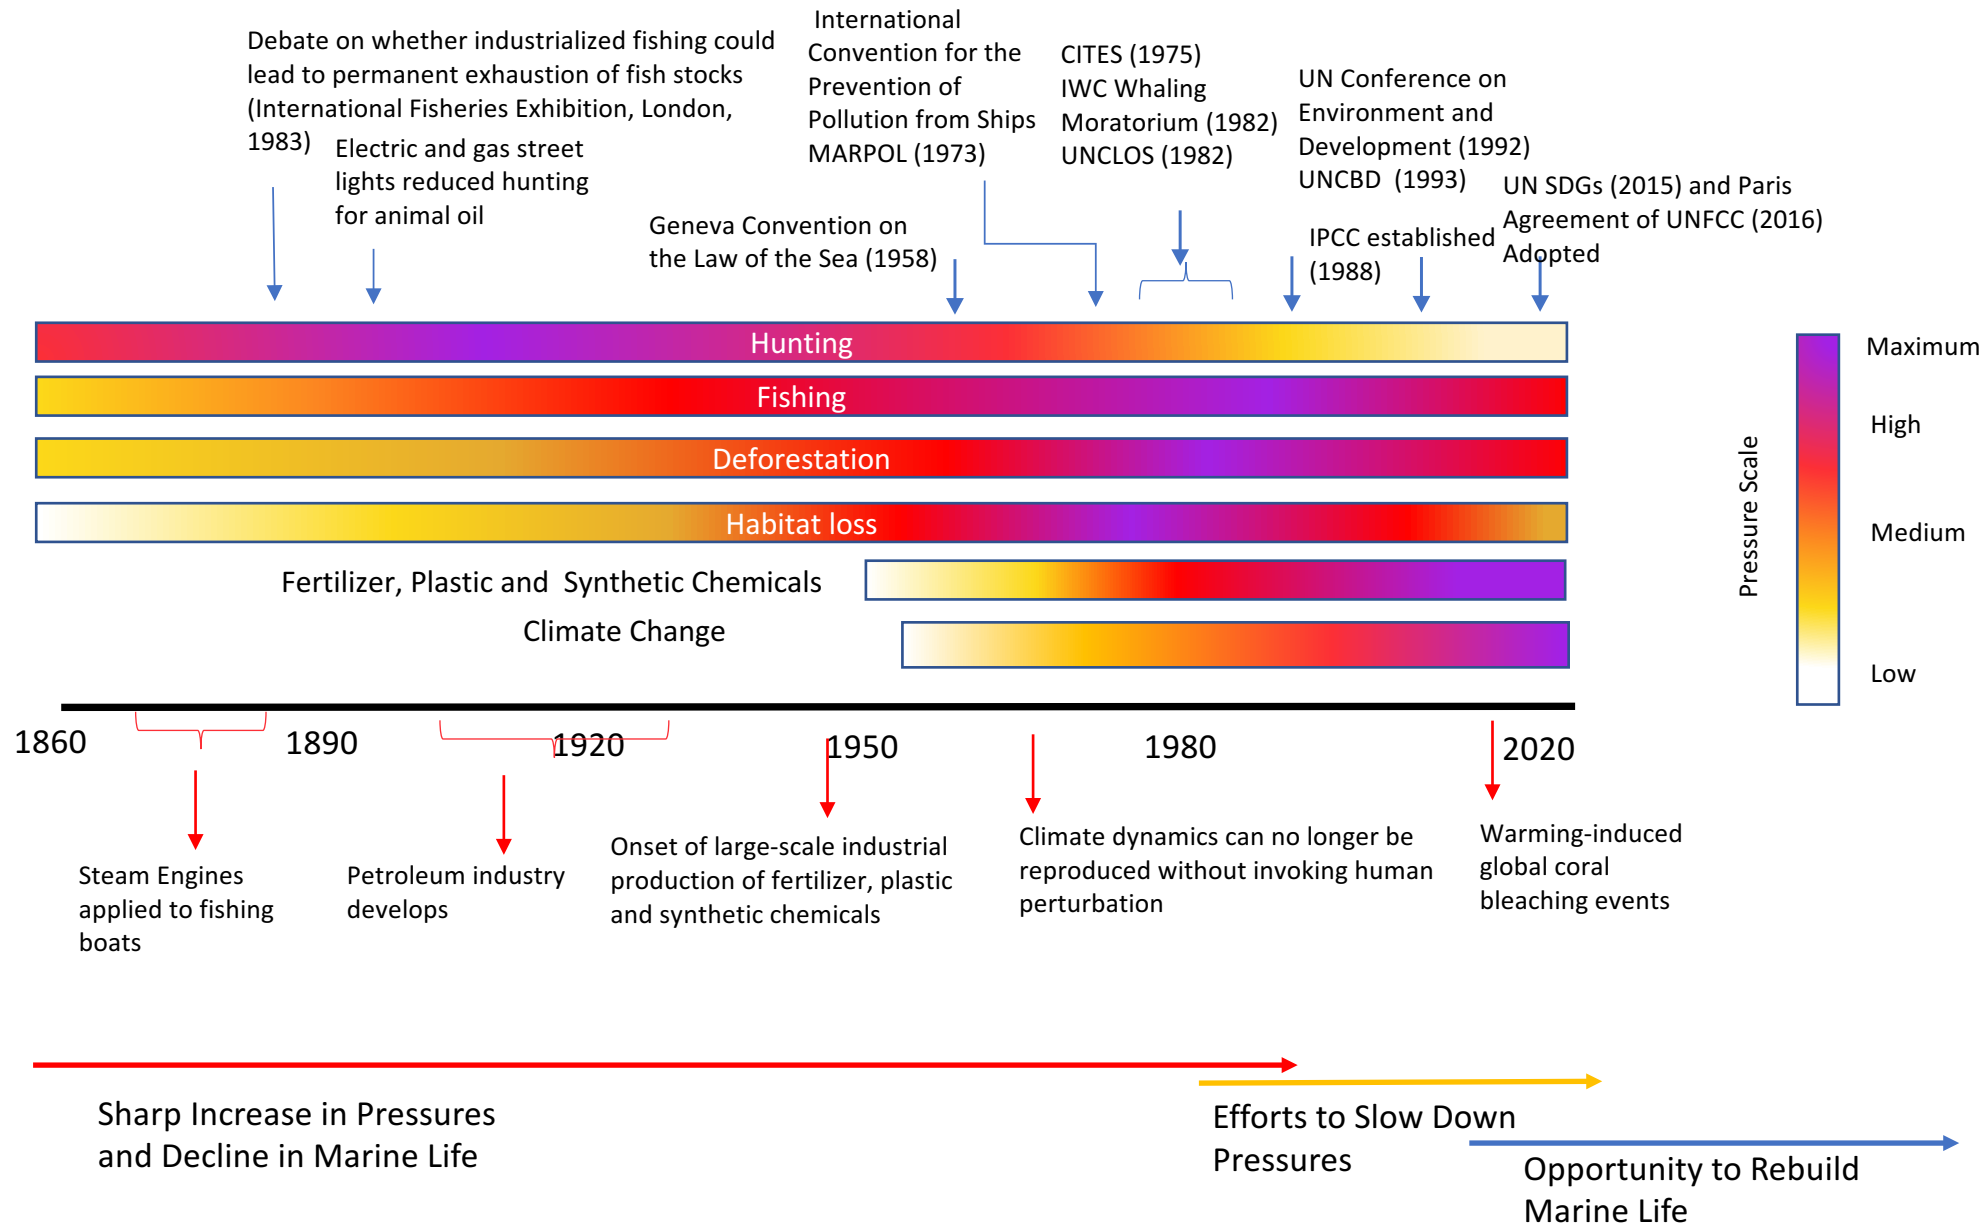 Debate on whether industrialized fishing could
lead to permanent exhaustion of fish stocks
(International Fisheries Exhibition, London,
1983)
Electric and gas street
lights reduced hunting
for animal oil
Geneva Convention on
the Law of the Sea (1958)
International
Convention for the
Prevention of
Pollution from Ships
MARPOL (1973)
CITES (1975)
IWC Whaling
Moratorium (1982)
UNCLOS (1982)
UN Conference on
Environment and
Development (1992)
UNCBD (1993)
IPCC established
(1988)
UN SDGs (2015) and Paris
Agreement of UNFCC (2016)
Adopted
Hunting
Fishing
Deforestation
Habitat loss
Fertilizer, Plastic and Synthetic Chemicals
Climate Change
Pressure Scale
Maximum
High
Medium
Low
1860
1890
1920
1950
1980
2020
Steam Engines
applied to fishing
boats
Petroleum industry
develops
Onset of large-scale industrial
production of fertilizer, plastic
and synthetic chemicals
Climate dynamics can no longer be
reproduced without invoking human
perturbation
Warming-induced
global coral
bleaching events
Sharp Increase in Pressures
and Decline in Marine Life
Efforts to Slow Down
Pressures
Opportunity to Rebuild
Marine Life